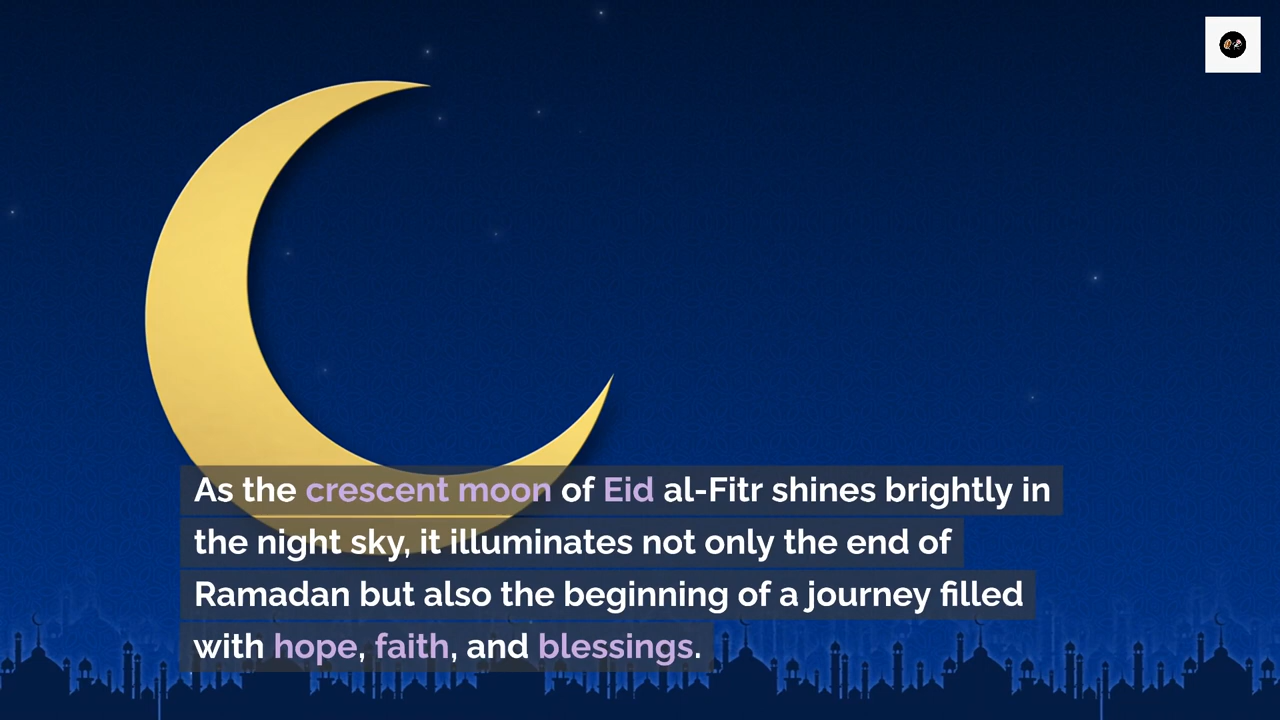 As the crescent moon of Eid al-Fitr shines brightly in
the night sky, it illuminates not only the end of
Ramadan but also the beginning of a journey filled
with hope, faith, and blessings.